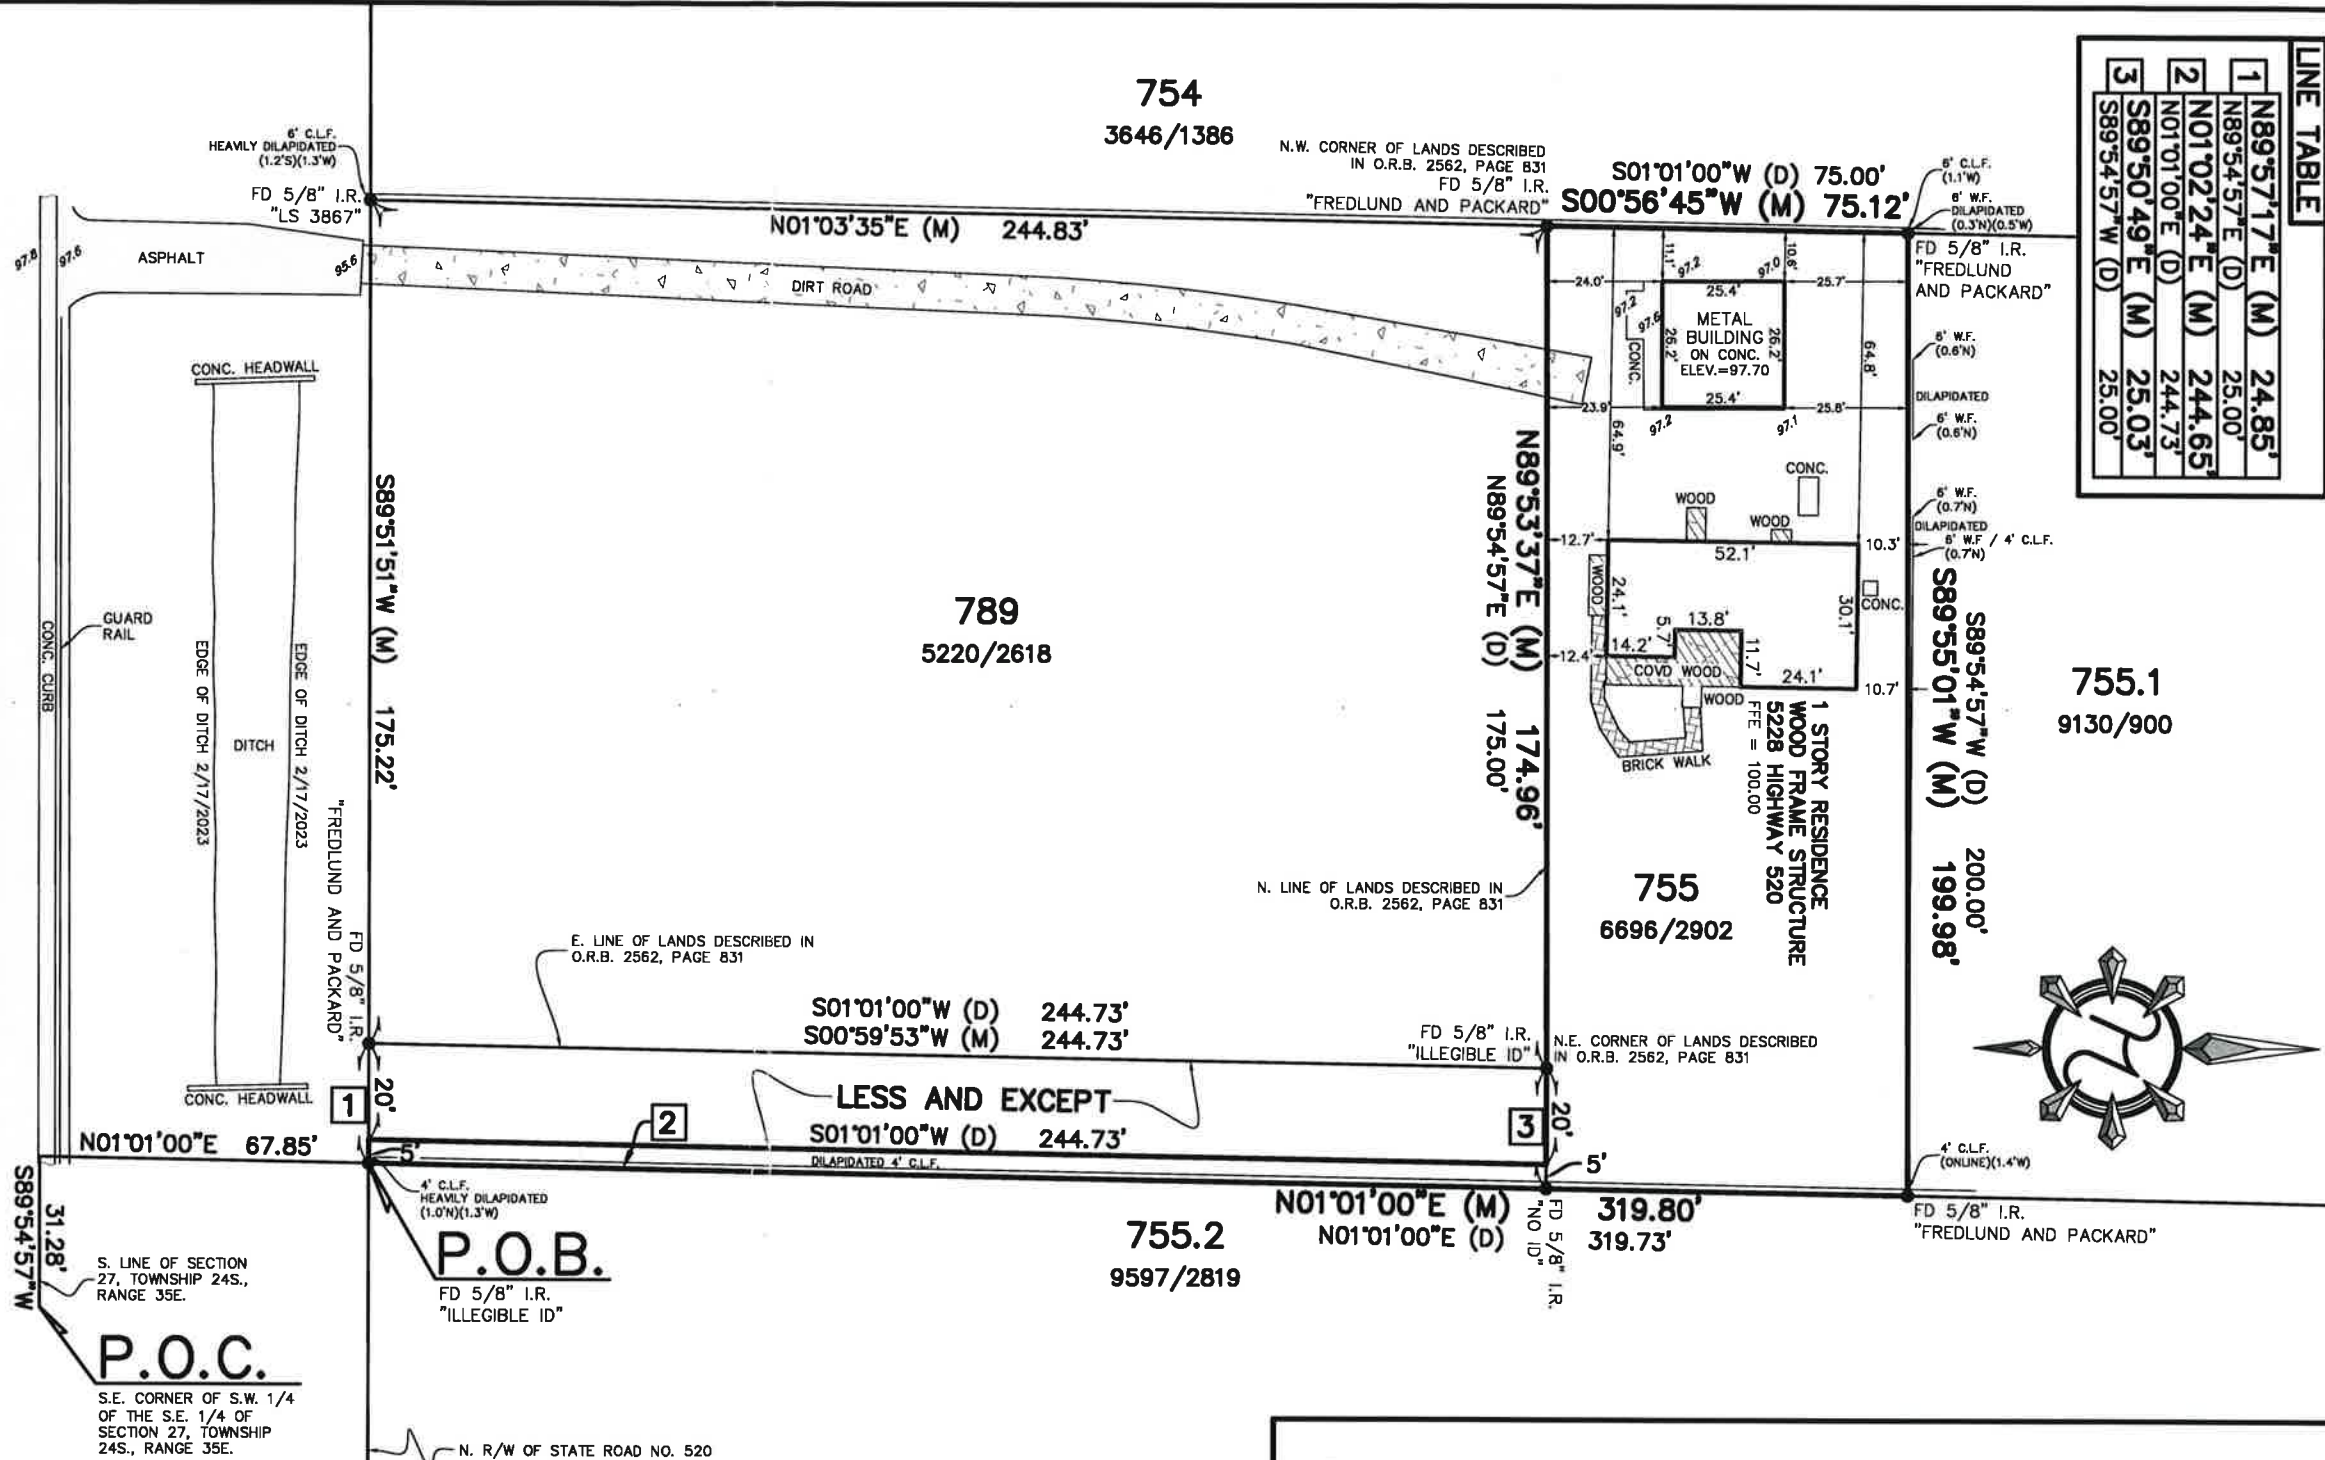 LINE TABLE
1 N89°57'17"E (M) 24.85'
N89°54'57"E (D) 25.00'
2 N01°02'24"E (M) 244.65'
N01°01'00"E (D) 244.73'
3 S89°50'49"E (M) 25.03'
S89°54'57"W (D) 25.00'
754
3646/1386
6' C.L.F.
HEAVILY DILAPIDATED
(1.2'S)(1.3'W)
FD 5/8" I.R.
"LS 3867"
N01°03'35"E (M) 244.83'
N.W. CORNER OF LANDS DESCRIBED
IN O.R.B. 2562, PAGE 831
FD 5/8" I.R.
"FREDLUND AND PACKARD"
S01°01'00"W (D) 75.00'
S00°56'45"W (M) 75.12'
6' C.L.F.
(1.1'W)
6' W.F.
DILAPIDATED
(0.3'N)(0.5'W)
FD 5/8" I.R.
"FREDLUND
AND PACKARD"
97.8
97.6
ASPHALT
95.6
DIRT ROAD
24.0'
11.1'
97.2
97.0
10.6'
25.7'
25.4'
METAL
BUILDING
ON CONC.
ELEV.=97.70
26.2'
26.2'
25.4'
97.2
97.6
CONC.
23.9'
25.8'
97.2
97.1
64.9'
64.8'
6' W.F.
(0.6'N)
DILAPIDATED
6' W.F.
(0.6'N)
6' W.F.
(0.7'N)
DILAPIDATED
6' W.F / 4' C.L.F.
(0.7'N)
CONC. HEADWALL
EDGE OF DITCH 2/17/2023
DITCH
EDGE OF DITCH 2/17/2023
CONC. HEADWALL
GUARD
RAIL
CONC. CURB
S89°51'51"W (M) 175.22'
789
5220/2618
N89°53'37"E (M) 174.96'
N89°54'57"E (D) 175.00'
CONC.
WOOD
WOOD
12.7'
52.1'
10.3'
WOOD
24.1'
13.8'
5.7'
14.2'
11.7'
30.1'
CONC.
12.4'
COVD WOOD
24.1'
10.7'
WOOD
BRICK WALK
1 STORY RESIDENCE
WOOD FRAME STRUCTURE
5228 HIGHWAY 520
FFE = 100.00
S89°54'57"W (D) 200.00'
S89°55'01"W (M) 199.98'
755.1
9130/900
755
6696/2902
N. LINE OF LANDS DESCRIBED IN
O.R.B. 2562, PAGE 831
E. LINE OF LANDS DESCRIBED IN
O.R.B. 2562, PAGE 831
FD 5/8" I.R.
"FREDLUND AND PACKARD"
S01°01'00"W (D) 244.73'
S00°59'53"W (M) 244.73'
FD 5/8" I.R.
"ILLEGIBLE ID"
N.E. CORNER OF LANDS DESCRIBED
IN O.R.B. 2562, PAGE 831
LESS AND EXCEPT
1
20'
2
3
20'
S01°01'00"W (D) 244.73'
DILAPIDATED 4' C.L.F.
5'
5'
N01°01'00"E 67.85'
4' C.L.F.
HEAVILY DILAPIDATED
(1.0'N)(1.3'W)
4' C.L.F.
(ONLINE)(1.4'W)
FD 5/8" I.R.
"FREDLUND AND PACKARD"
N01°01'00"E (M) 319.80'
N01°01'00"E (D) 319.73'
FD 5/8" I.R.
"NO ID"
755.2
9597/2819
P.O.B.
FD 5/8" I.R.
"ILLEGIBLE ID"
31.28'
S89°54'57"W
S. LINE OF SECTION
27, TOWNSHIP 24S.,
RANGE 35E.
P.O.C.
S.E. CORNER OF S.W. 1/4
OF THE S.E. 1/4 OF
SECTION 27, TOWNSHIP
24S., RANGE 35E.
N. R/W OF STATE ROAD NO. 520